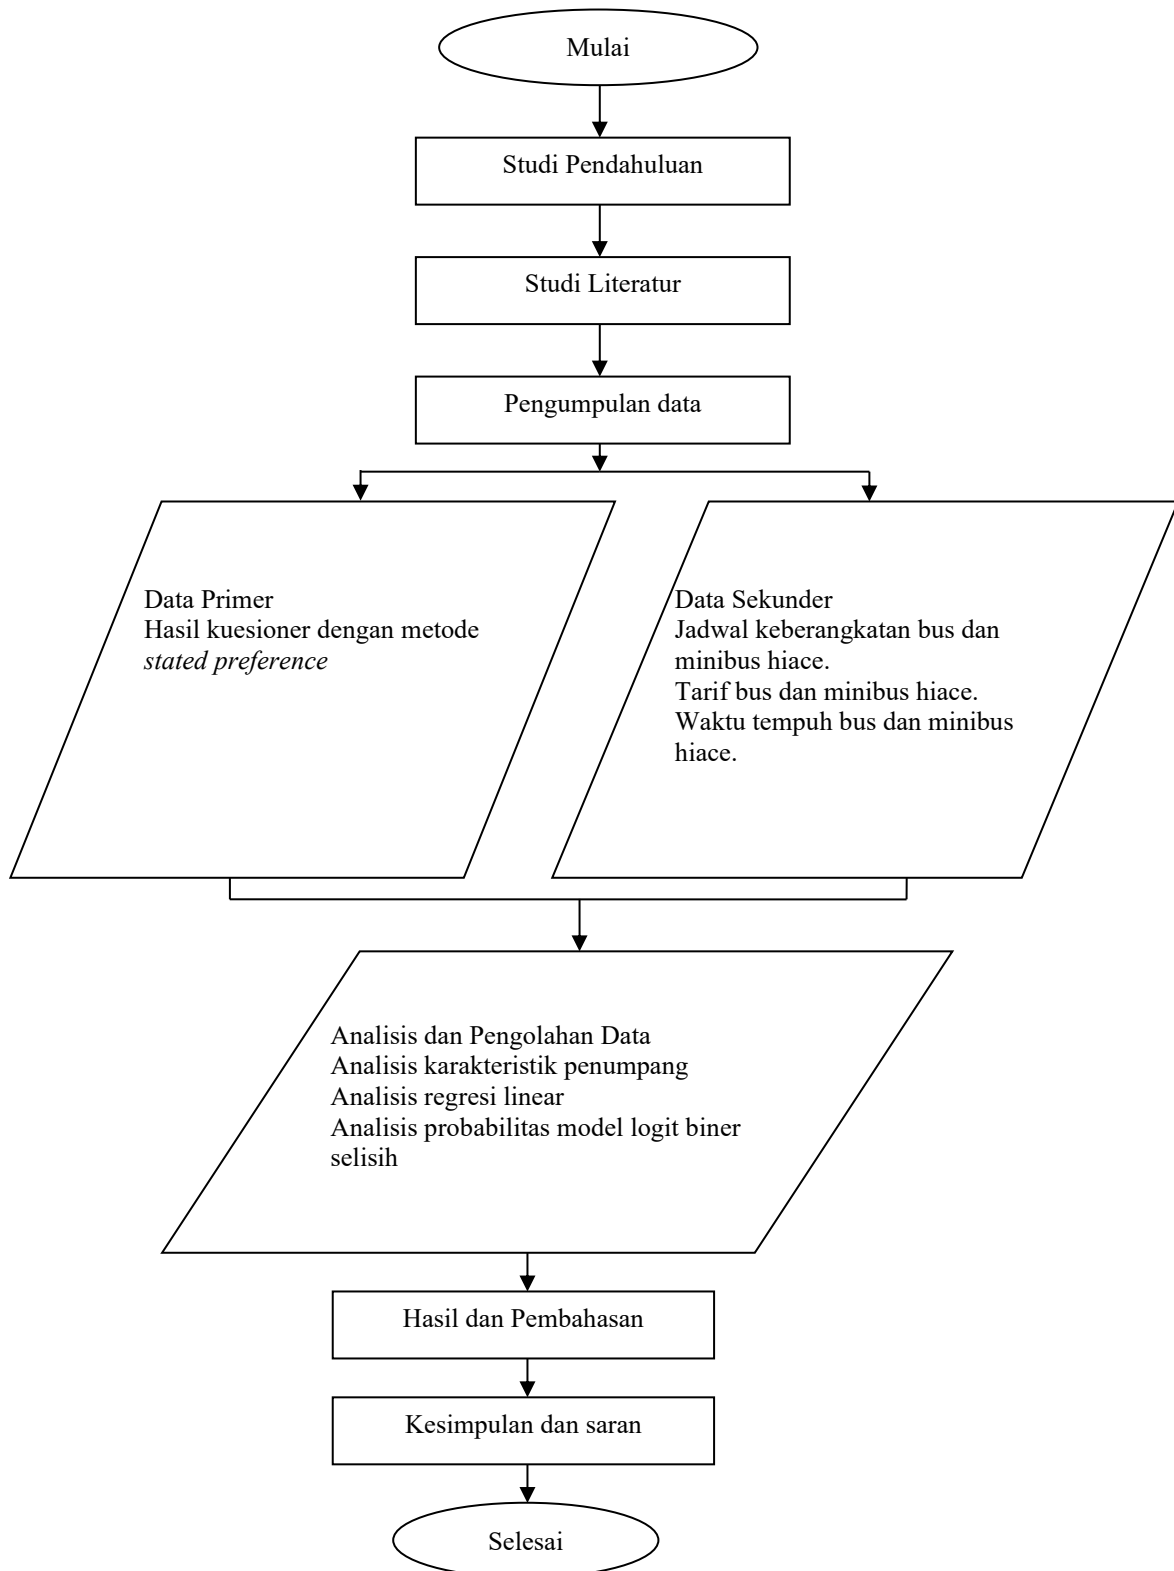 Mulai
Studi Pendahuluan
Studi Literatur
Pengumpulan data
Data Primer
Hasil kuesioner dengan metode
stated preference
Data Sekunder
Jadwal keberangkatan bus dan
minibus hiace.
Tarif bus dan minibus hiace.
Waktu tempuh bus dan minibus
hiace.
Analisis dan Pengolahan Data
Analisis karakteristik penumpang
Analisis regresi linear
Analisis probabilitas model logit biner
selisih
Hasil dan Pembahasan
Kesimpulan dan saran
Selesai